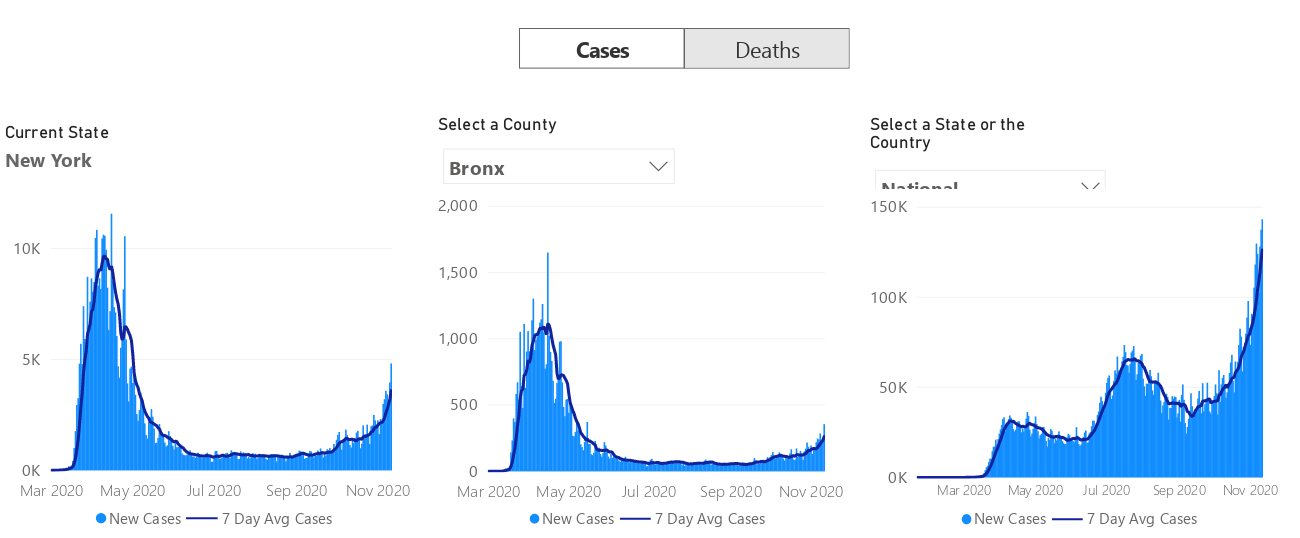 Cases Deaths
Current State
New York
Select a County
Bronx
Select a State or the
Country
National
10K
5K
0K
Mar 2020 May 2020 Jul 2020 Sep 2020 Nov 2020
New Cases 7 Day Avg Cases
2,000
1,500
1,000
500
0
Mar 2020 May 2020 Jul 2020 Sep 2020 Nov 2020
New Cases 7 Day Avg Cases
150K
100K
50K
0K
Mar 2020 May 2020 Jul 2020 Sep 2020 Nov 2020
New Cases 7 Day Avg Cases